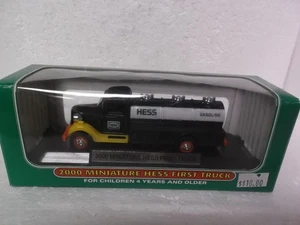 HESS
GASOLINE
2000 MINIATURE HESS FIRST TRUCK
FOR CHILDREN 4 YEARS AND OLDER